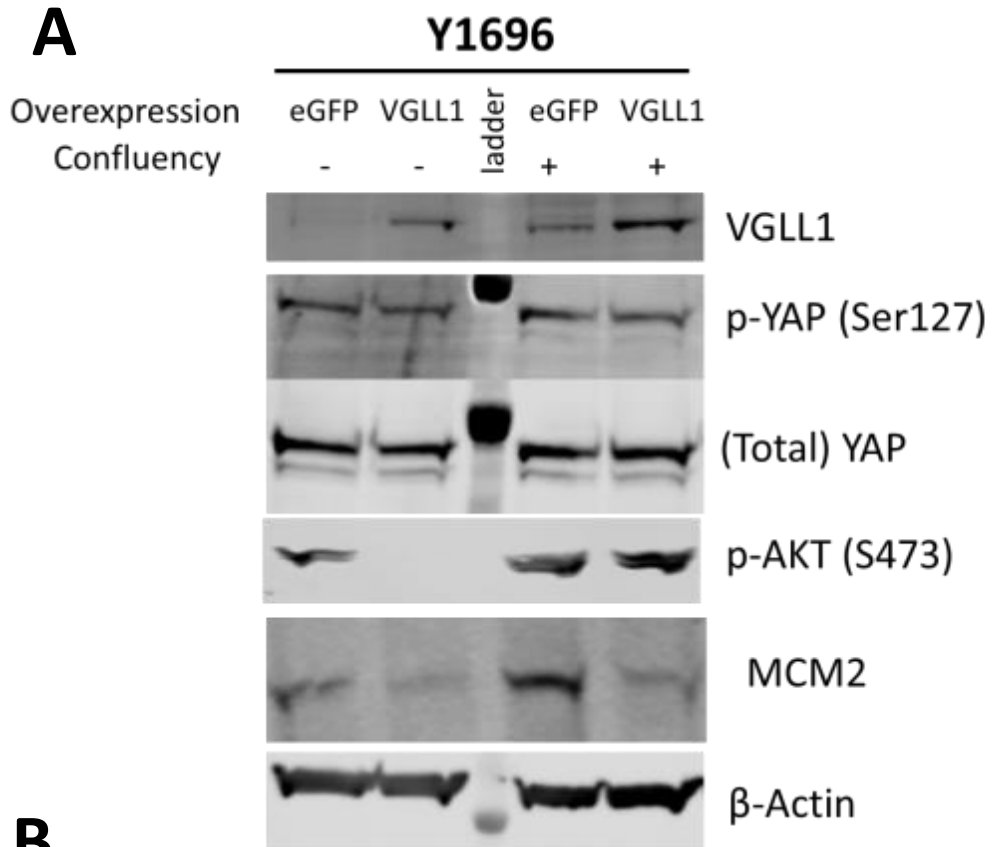 A
Y1696
Overexpression eGFP VGLL1 ladder eGFP VGLL1
Confluency - - + +
VGLL1
p-YAP (Ser127)
(Total) YAP
p-AKT (S473)
MCM2
β-Actin
B